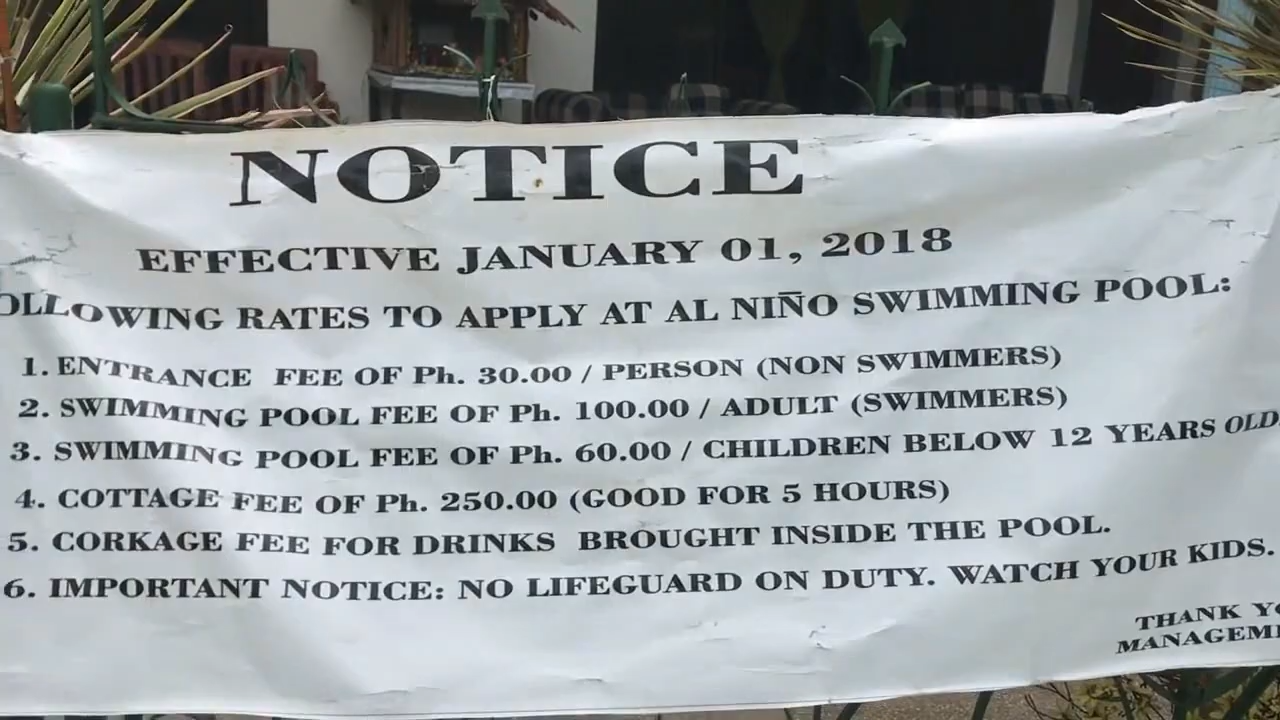 NOTICE
EFFECTIVE JANUARY 01, 2018
OLLOWING RATES TO APPLY AT AL NIÑO SWIMMING POOL:
1. ENTRANCE FEE OF Ph. 30.00 / PERSON (NON SWIMMERS)
2. SWIMMING POOL FEE OF Ph. 100.00 / ADULT (SWIMMERS)
3. SWIMMING POOL FEE OF Ph. 60.00 / CHILDREN BELOW 12 YEARS OLD.
4. COTTAGE FEE OF Ph. 250.00 (GOOD FOR 5 HOURS)
5. CORKAGE FEE FOR DRINKS BROUGHT INSIDE THE POOL.
6. IMPORTANT NOTICE: NO LIFEGUARD ON DUTY. WATCH YOUR KIDS.
THANK YO
MANAGEME